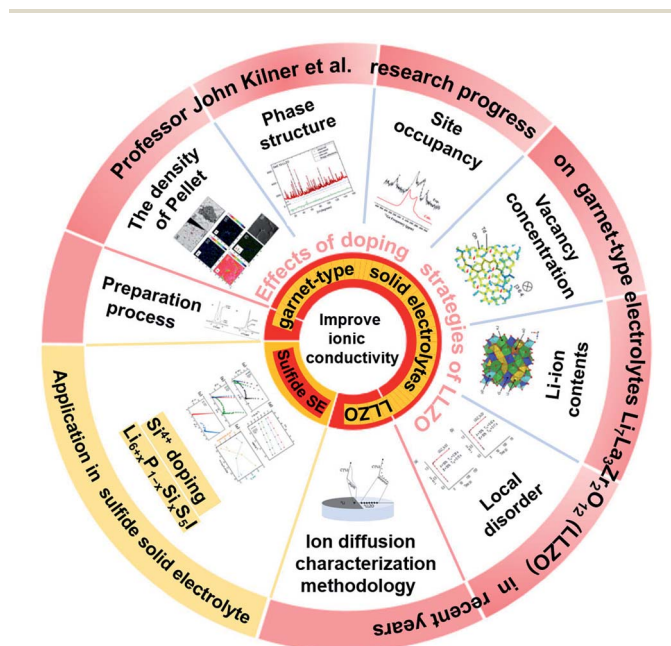 Professor John Kilner et al. research progress on garnet-type electrolytes Li₇La₃Zr₂O₁₂ (LLZO) in recent years
Phase
structure
Site
occupancy
Vacancy
concentration
Li-ion
contents
Local
disorder
Ion diffusion
characterization
methodology
Application in sulfide solid electrolyte
Si⁴⁺ doping
Li₆₊ₓP₁₋ₓSiₓS₅I
Preparation
process
The density
of Pellet
Effects of doping strategies of LLZO
garnet-type solid electrolytes
LLZO
Sulfide SE
Improve
ionic
conductivity